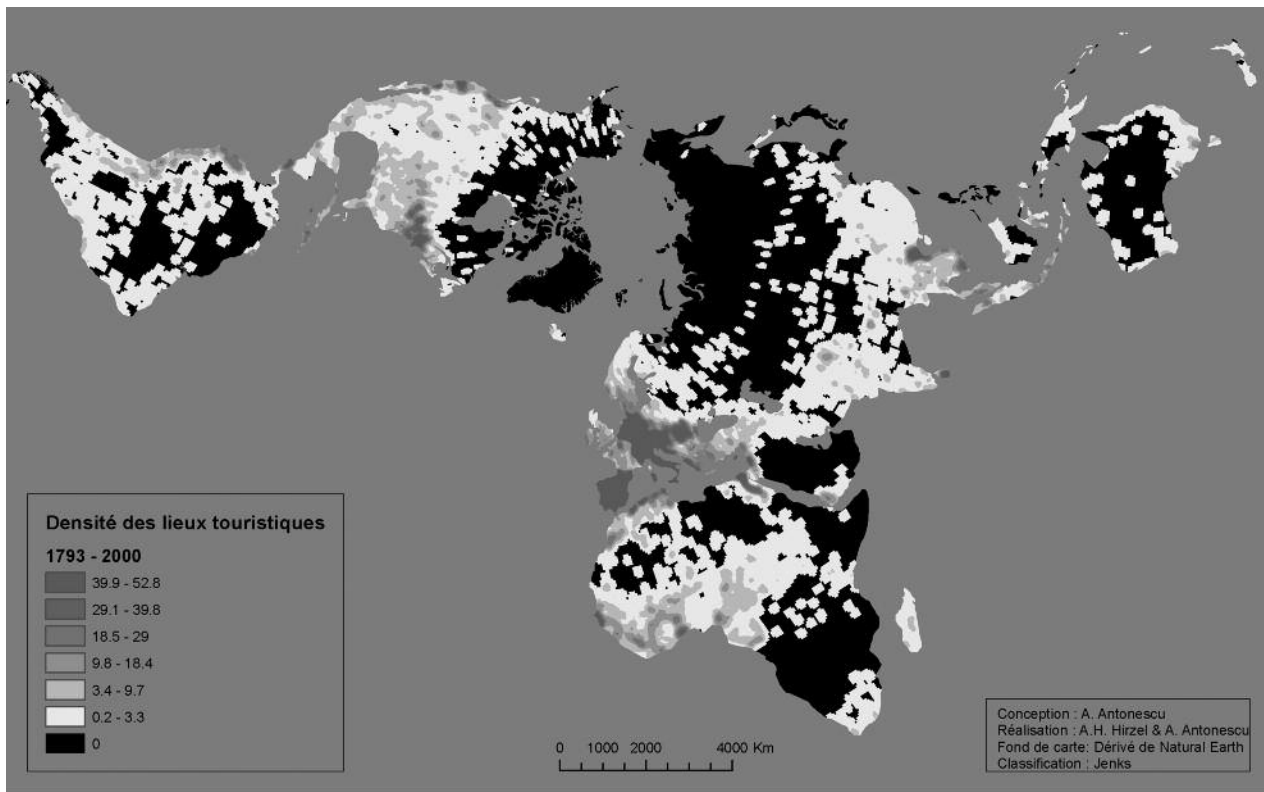 Densité des lieux touristiques
1793 - 2000
39.9 - 52.8
29.1 - 39.8
18.5 - 29
9.8 - 18.4
3.4 - 9.7
0.2 - 3.3
0
0 1000 2000 4000 Km
Conception : A. Antonescu
Réalisation : A.H. Hirzel & A. Antonescu
Fond de carte: Dérivé de Natural Earth
Classification : Jenks